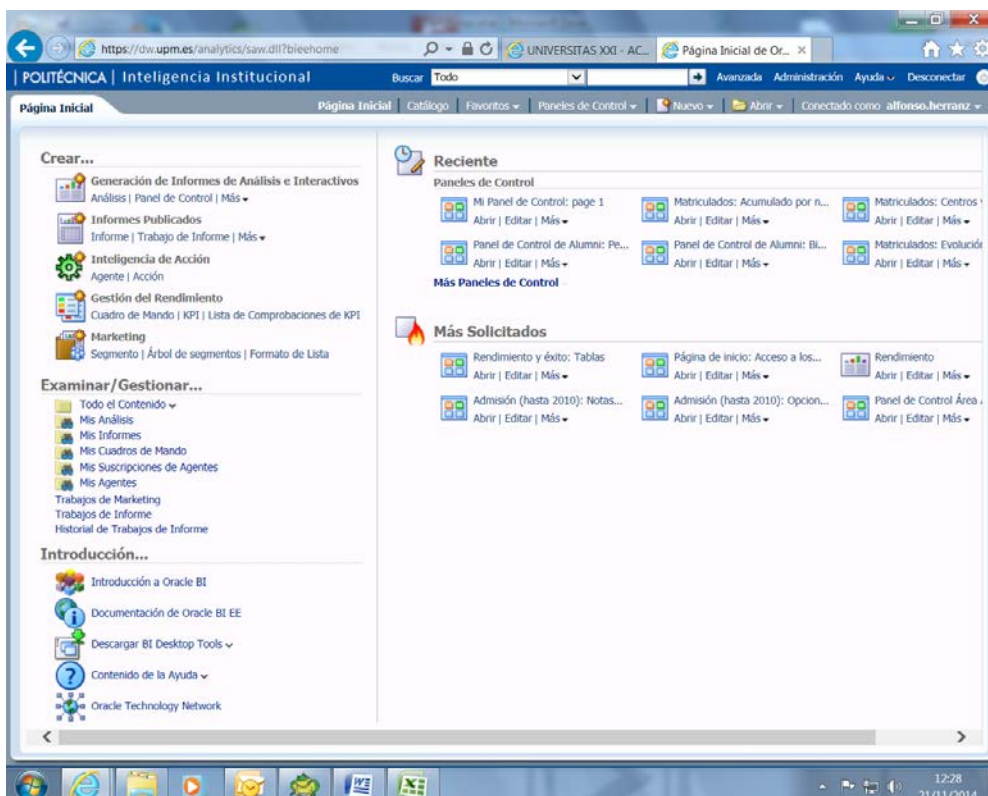 https://dw.upm.es/analytics/saw.dll?bieehome
UNIVERSITAS XXI - AC...
Página Inicial de Or...
POLITÉCNICA | Inteligencia Institucional
Buscar Todo
Avanzada Administración Ayuda Desconectar
Página Inicial
Página Inicial | Catálogo | Favoritos | Paneles de Control | Nuevo | Abrir | Conectado como alfonso.herranz
Crear...
Generación de Informes de Análisis e Interactivos
Análisis | Panel de Control | Más
Informes Publicados
Informe | Trabajo de Informe | Más
Inteligencia de Acción
Agente | Acción
Gestión del Rendimiento
Cuadro de Mando | KPI | Lista de Comprobaciones de KPI
Marketing
Segmento | Árbol de segmentos | Formato de Lista
Examinar/Gestionar...
Todo el Contenido
Mis Análisis
Mis Informes
Mis Cuadros de Mando
Mis Suscripciones de Agentes
Mis Agentes
Trabajos de Marketing
Trabajos de Informe
Historial de Trabajos de Informe
Introducción...
Introducción a Oracle BI
Documentación de Oracle BI EE
Descargar BI Desktop Tools
Contenido de la Ayuda
Oracle Technology Network
Reciente
Paneles de Control
Mi Panel de Control: page 1
Abrir | Editar | Más
Matriculados: Acumulado por n...
Abrir | Editar | Más
Matriculados: Centros
Abrir | Editar | Más
Panel de Control de Alumni: Pe...
Abrir | Editar | Más
Panel de Control de Alumni: Bi...
Abrir | Editar | Más
Matriculados: Evolución
Abrir | Editar | Más
Más Paneles de Control
Más Solicitados
Rendimiento y éxito: Tablas
Abrir | Editar | Más
Página de inicio: Acceso a los...
Abrir | Editar | Más
Rendimiento
Abrir | Editar | Más
Admisión (hasta 2010): Notas...
Abrir | Editar | Más
Admisión (hasta 2010): Opcion...
Abrir | Editar | Más
Panel de Control Área
Abrir | Editar | Más
12:28
21/11/2014